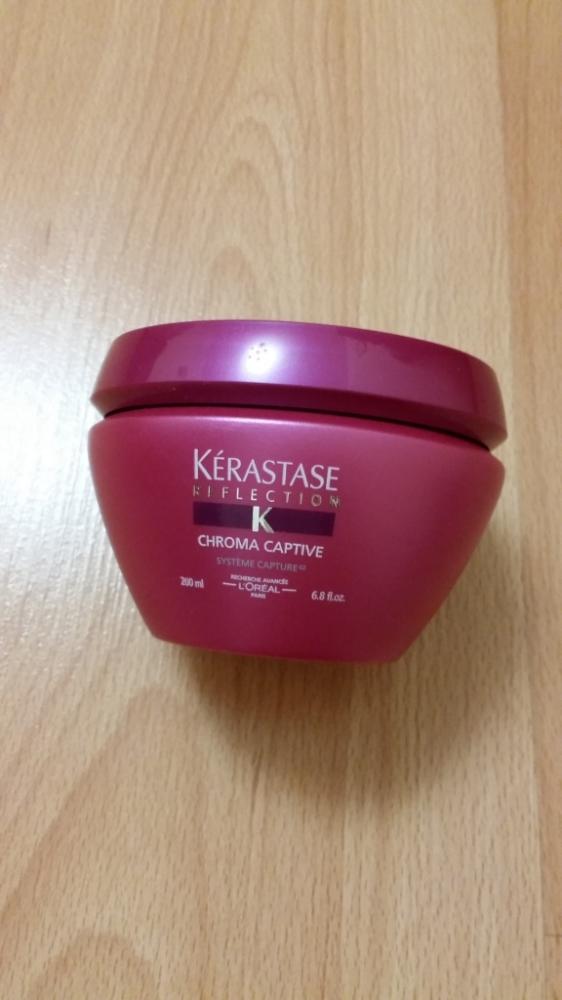 KÉRASTASE
REFLECTION
K
CHROMA CAPTIVE
SYSTÈME CAPTURE
RECHERCHE AVANCÉE
200 ml L'ORÉAL 6.8 fl.oz.
PARIS